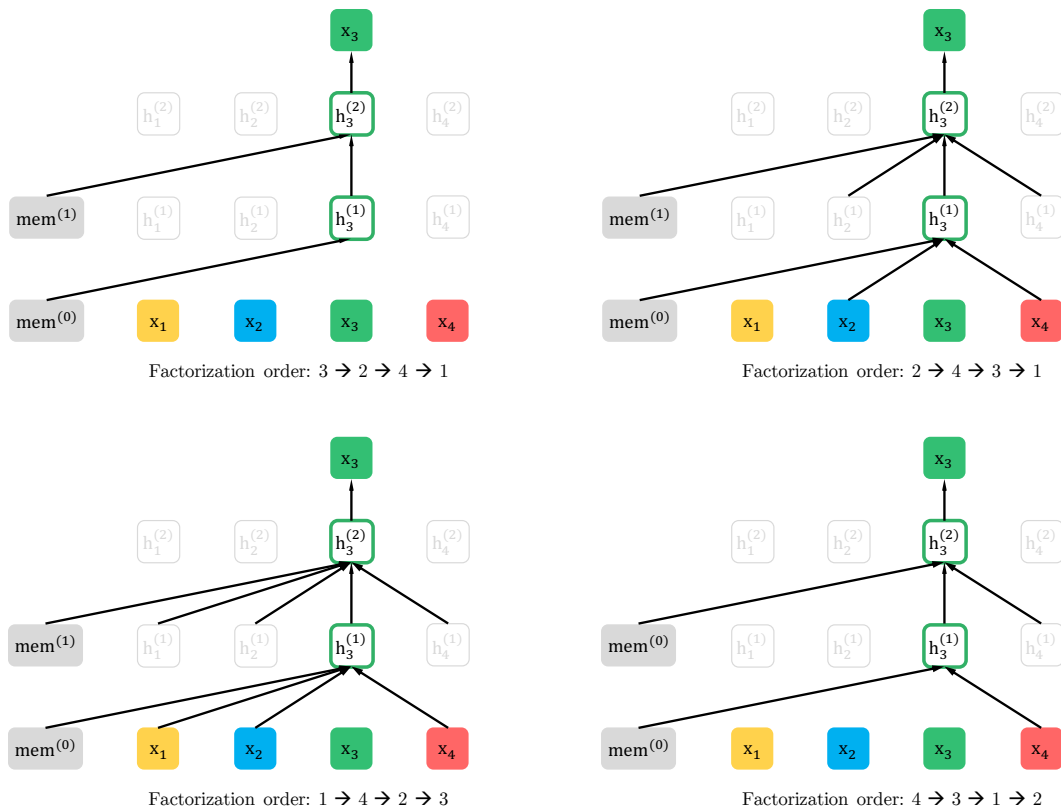 x₃ x₃
h₁⁽²⁾ h₂⁽²⁾ h₃⁽²⁾ h₄⁽²⁾ h₁⁽²⁾ h₂⁽²⁾ h₃⁽²⁾ h₄⁽²⁾
mem⁽¹⁾ h₁⁽¹⁾ h₂⁽¹⁾ h₃⁽¹⁾ h₄⁽¹⁾ mem⁽¹⁾ h₁⁽¹⁾ h₂⁽¹⁾ h₃⁽¹⁾ h₄⁽¹⁾
mem⁽⁰⁾ x₁ x₂ x₃ x₄ mem⁽⁰⁾ x₁ x₂ x₃ x₄
Factorization order: 3 → 2 → 4 → 1 Factorization order: 2 → 4 → 3 → 1
x₃ x₃
h₁⁽²⁾ h₂⁽²⁾ h₃⁽²⁾ h₄⁽²⁾ h₁⁽²⁾ h₂⁽²⁾ h₃⁽²⁾ h₄⁽²⁾
mem⁽¹⁾ h₁⁽¹⁾ h₂⁽¹⁾ h₃⁽¹⁾ h₄⁽¹⁾ mem⁽⁰⁾ h₁⁽¹⁾ h₂⁽¹⁾ h₃⁽¹⁾ h₄⁽¹⁾
mem⁽⁰⁾ x₁ x₂ x₃ x₄ mem⁽⁰⁾ x₁ x₂ x₃ x₄
Factorization order: 1 → 4 → 2 → 3 Factorization order: 4 → 3 → 1 → 2